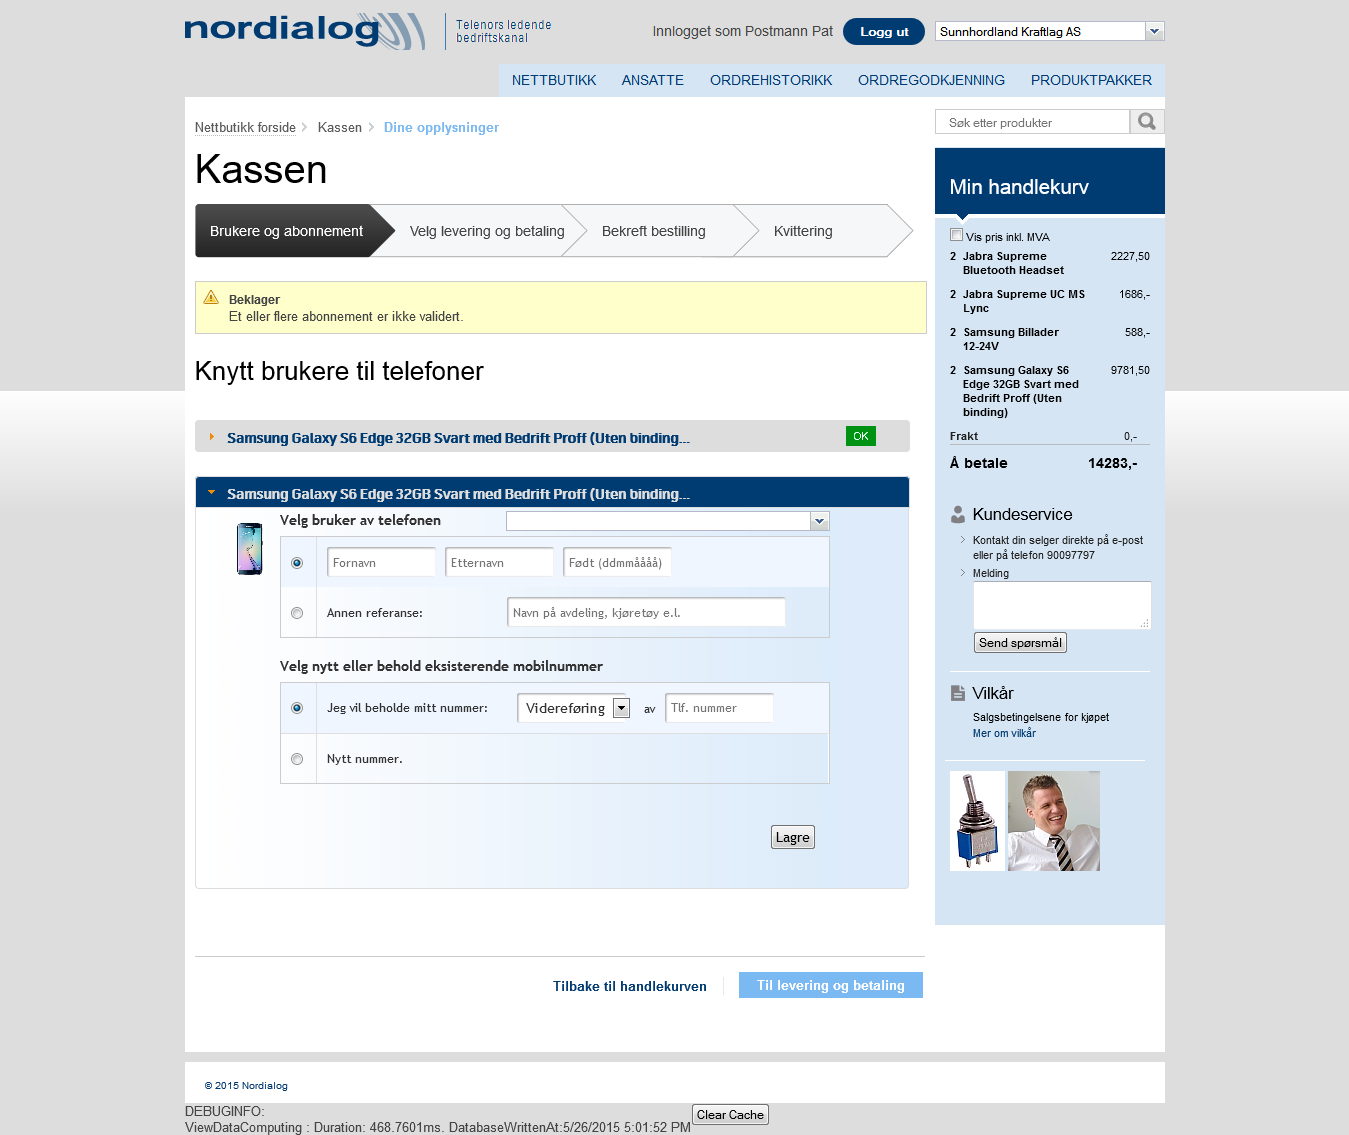 nordialog
Telenors ledende
bedriftskanal
Innlogget som Postmann Pat
Logg ut
Sunnhordland Kraftlag AS
NETTBUTIKK ANSATTE ORDREHISTORIKK ORDREGODKJENNING PRODUKTPAKKER
Nettbutikk forside Kassen Dine opplysninger
Søk etter produkter
Kassen
Brukere og abonnement Velg levering og betaling Bekreft bestilling Kvittering
Beklager
Et eller flere abonnement er ikke validert.
Knytt brukere til telefoner
Samsung Galaxy S6 Edge 32GB Svart med Bedrift Proff (Uten binding...
OK
Samsung Galaxy S6 Edge 32GB Svart med Bedrift Proff (Uten binding...
Velg bruker av telefonen
Fornavn Etternavn Født (ddmmåååå)
Annen referanse: Navn på avdeling, kjøretøy e.l.
Velg nytt eller behold eksisterende mobilnummer
Jeg vil beholde mitt nummer: Videreføring av Tlf. nummer
Nytt nummer.
Lagre
Tilbake til handlekurven
Til levering og betaling
Min handlekurv
Vis pris inkl. MVA
2 Jabra Supreme 2227,50
Bluetooth Headset
2 Jabra Supreme UC MS 1686,-
Lync
2 Samsung Billader 588,-
12-24V
2 Samsung Galaxy S6 9781,50
Edge 32GB Svart med
Bedrift Proff (Uten
binding)
Frakt 0,-
Å betale 14283,-
Kundeservice
Kontakt din selger direkte på e-post
eller på telefon 90097797
Melding
Send spørsmål
Vilkår
Salgsbetingelsene for kjøpet
Mer om vilkår
© 2015 Nordialog
DEBUGINFO:
ViewDataComputing : Duration: 468.7601ms. DatabaseWrittenAt:5/26/2015 5:01:52 PM
Clear Cache